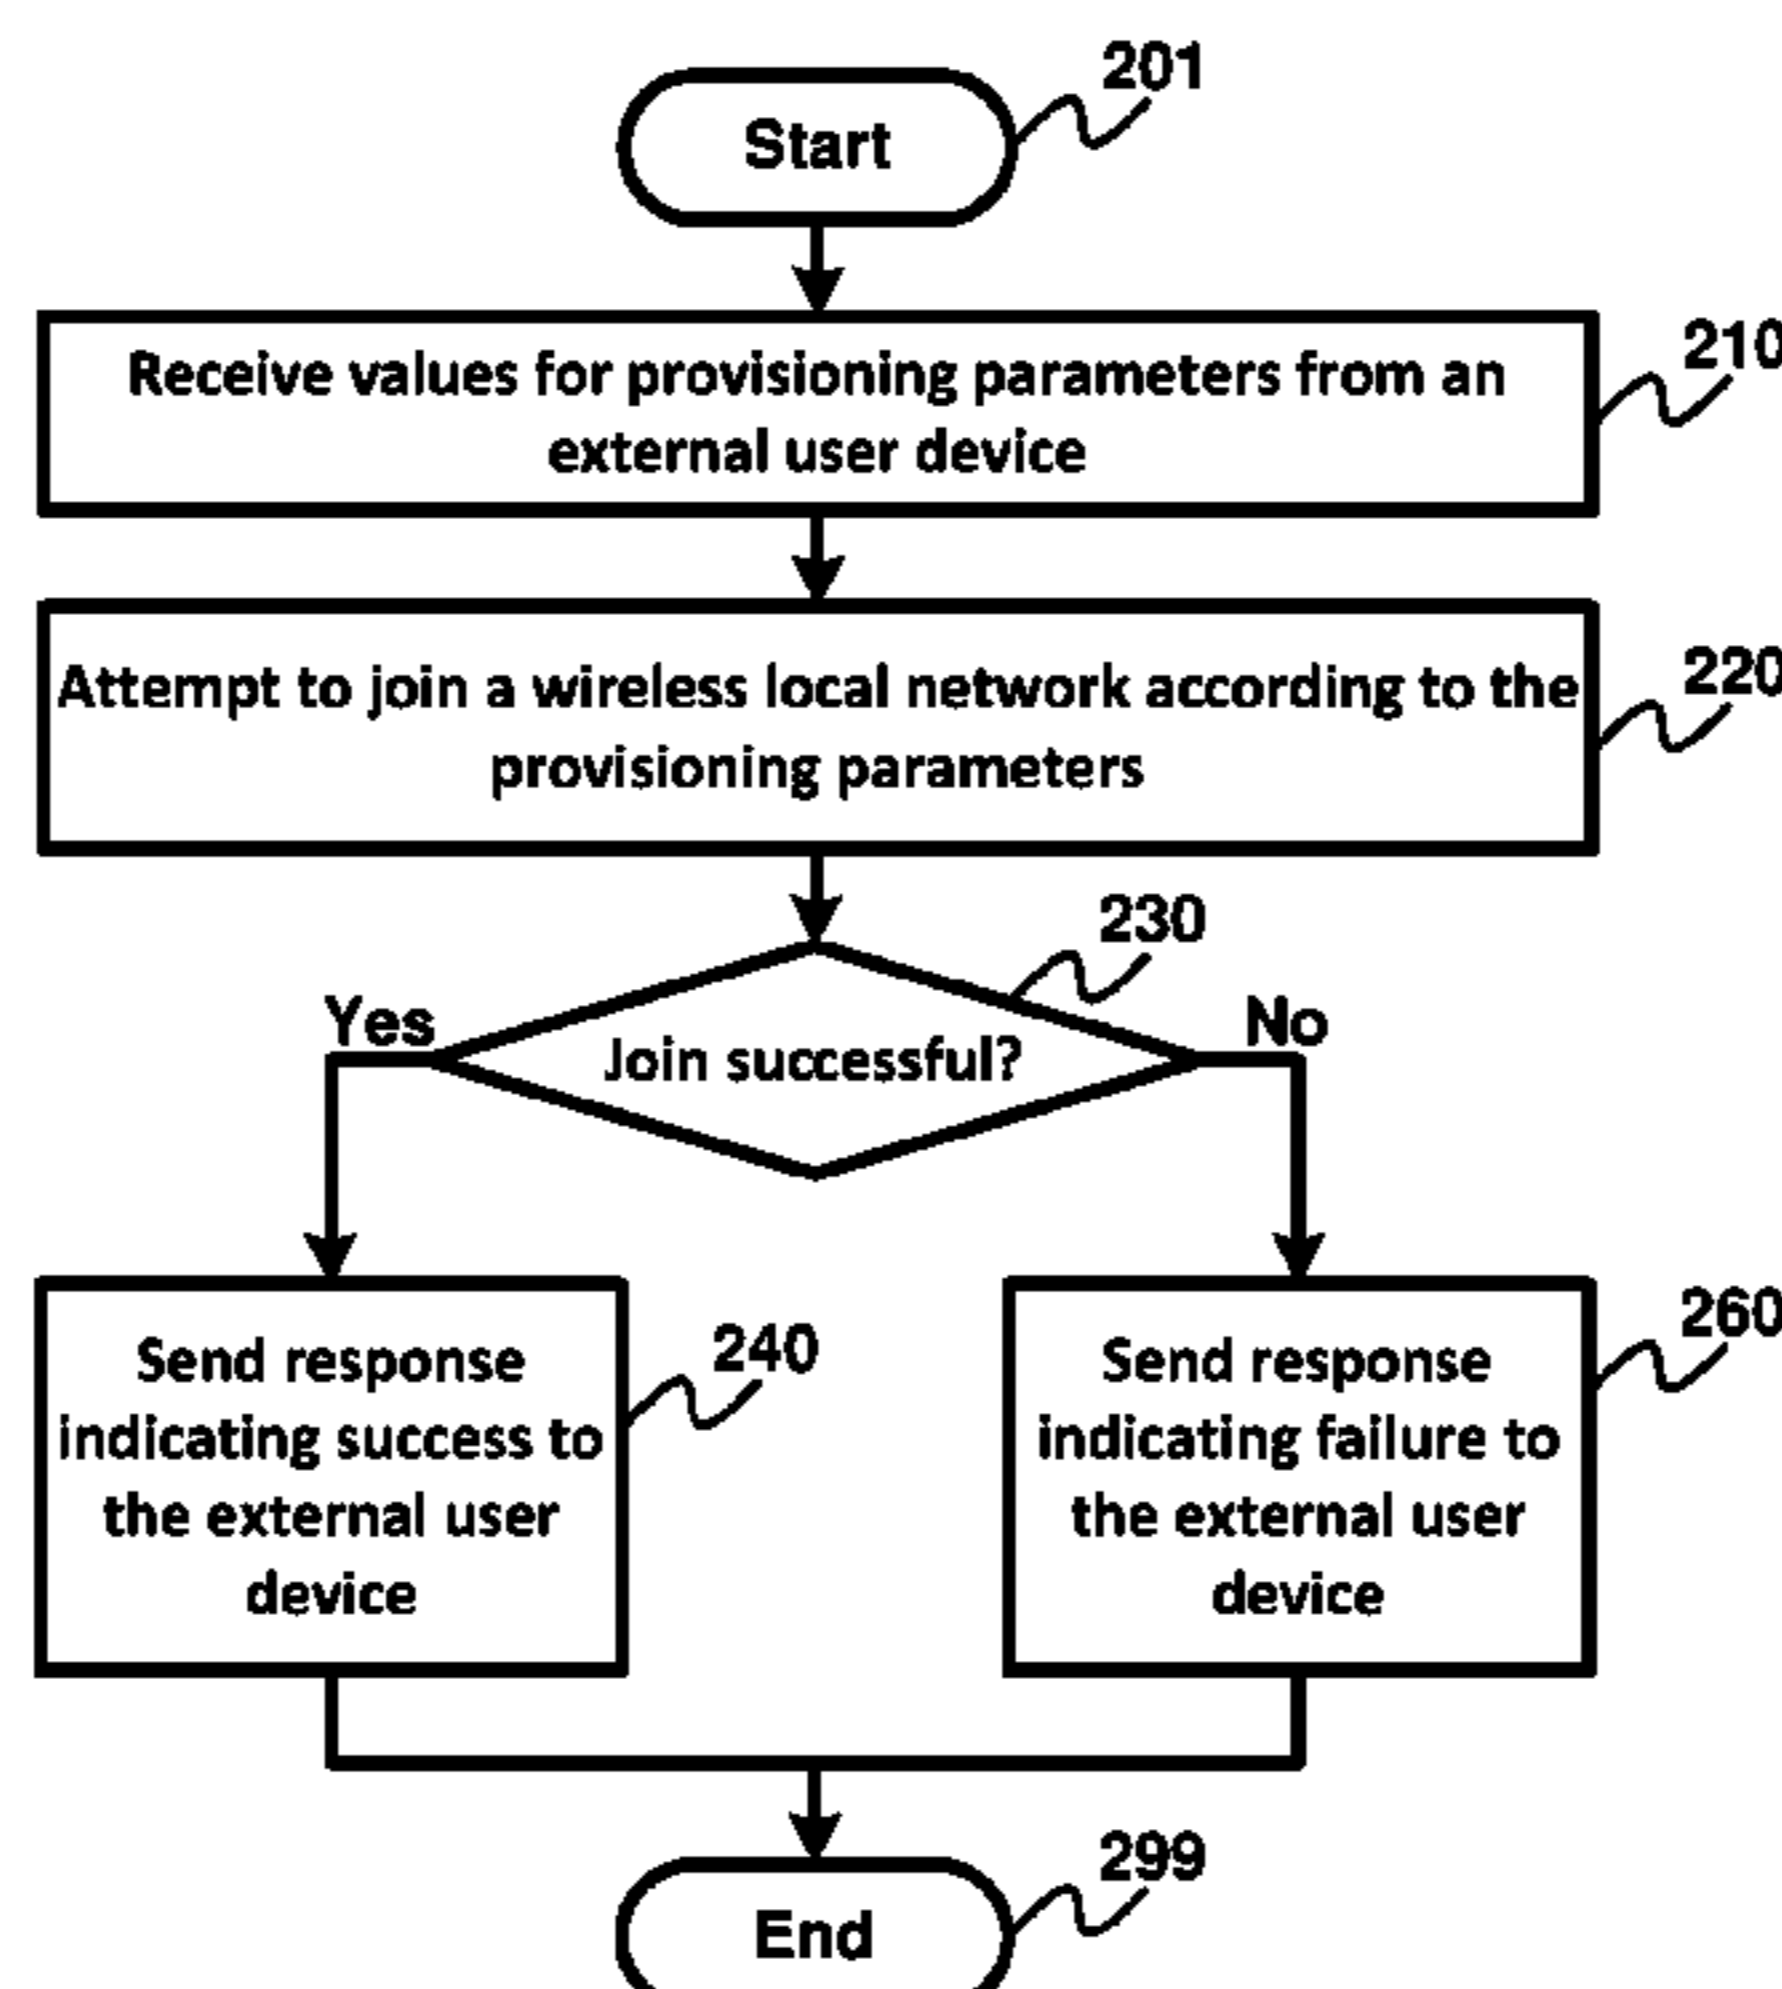 201
Start
210
Receive values for provisioning parameters from an
external user device
220
Attempt to join a wireless local network according to the
provisioning parameters
230
Yes
No
Join successful?
240
260
Send response
indicating success to
the external user
device
Send response
indicating failure to
the external user
device
299
End